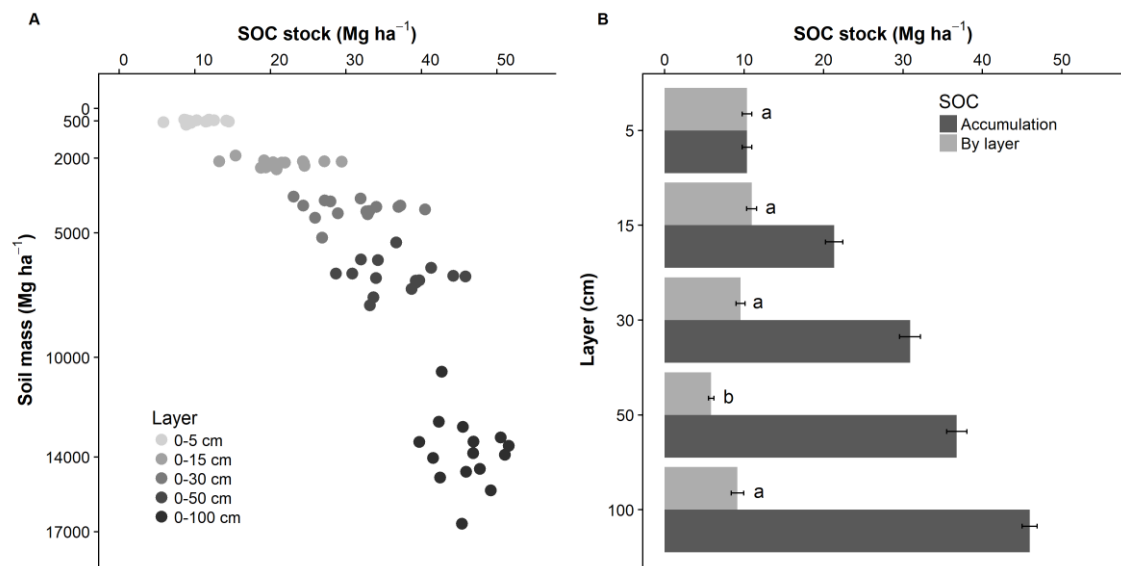 A
SOC stock (Mg ha⁻¹)
0 10 20 30 40 50
Soil mass (Mg ha⁻¹)
0
500
2000
5000
10000
14000
17000
Layer
0-5 cm
0-15 cm
0-30 cm
0-50 cm
0-100 cm
B
SOC stock (Mg ha⁻¹)
0 10 20 30 40 50
Layer (cm)
SOC
Accumulation
By layer
5
a
15
a
30
a
50
b
100
a